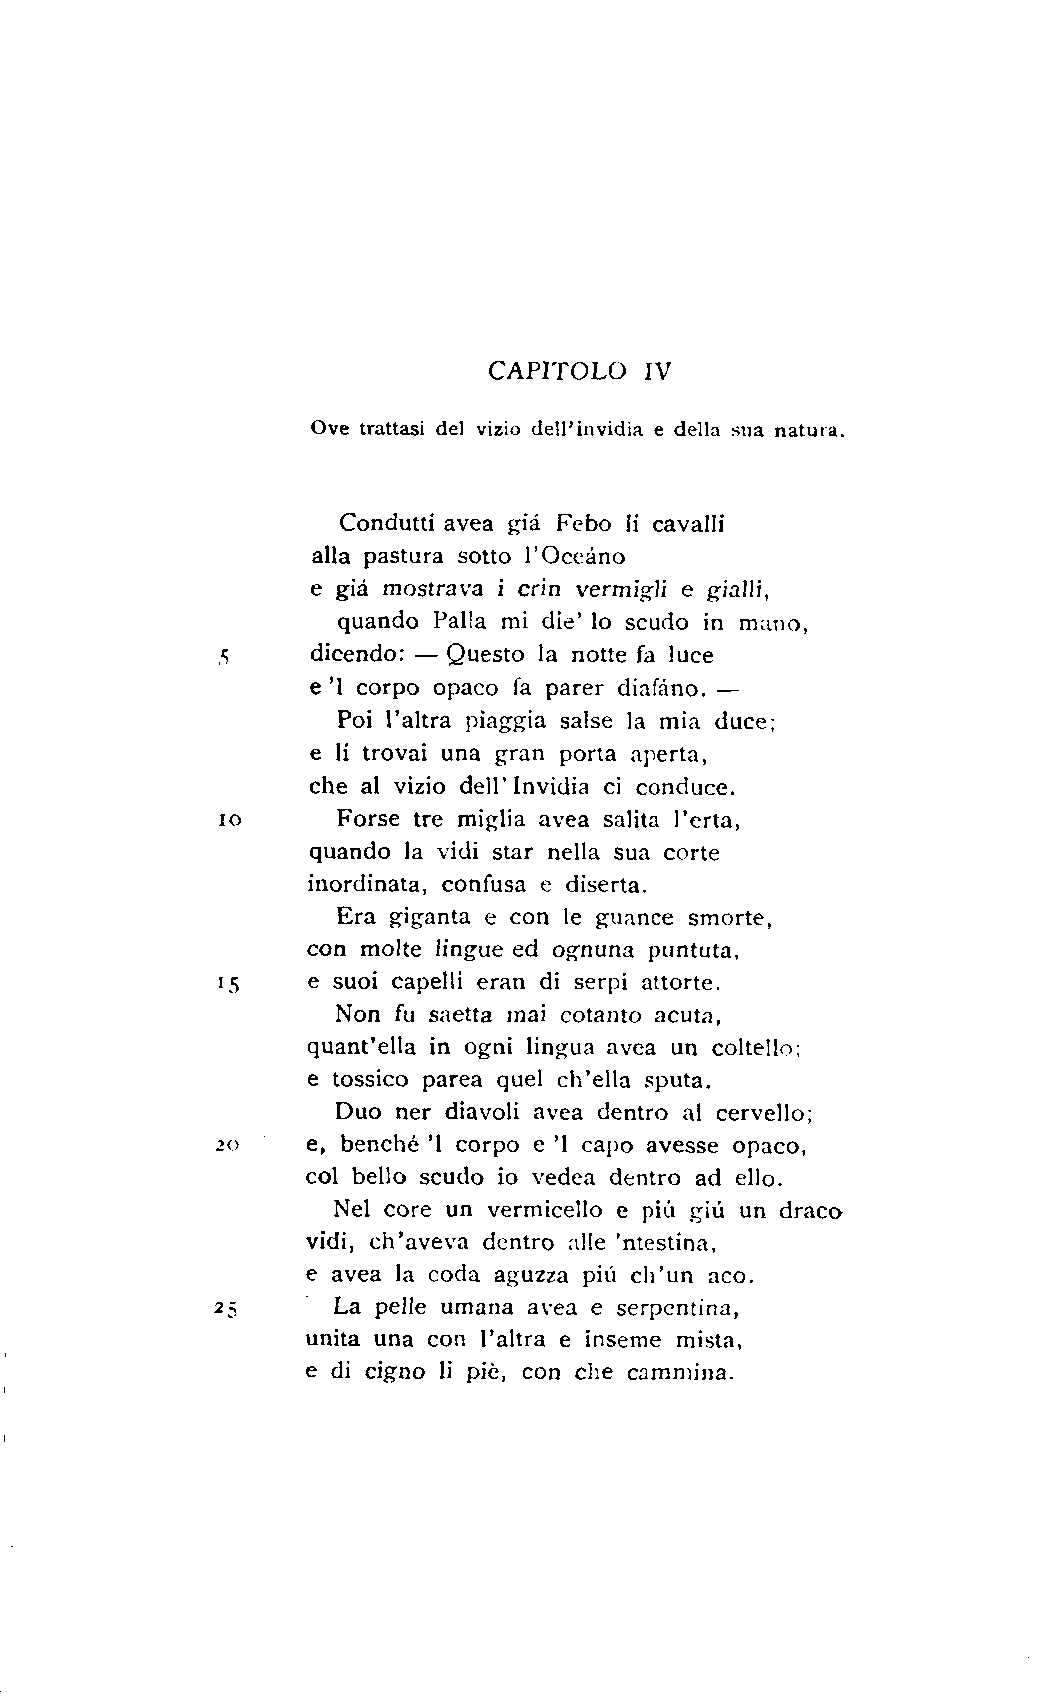 CAPITOLO IV
Ove trattasi del vizio dell'invidia e della sua natura.
Condutti avea giá Febo li cavalli
alla pastura sotto l'Oceáno
e giá mostrava i crin vermigli e gialli,
quando Palla mi die' lo scudo in mano,
5 dicendo: — Questo la notte fa luce
e 'l corpo opaco fa parer diafáno. —
Poi l'altra piaggia salse la mia duce;
e lí trovai una gran porta aperta,
che al vizio dell'Invidia ci conduce.
10 Forse tre miglia avea salita l'erta,
quando la vidi star nella sua corte
inordinata, confusa e diserta.
Era giganta e con le guance smorte,
con molte lingue ed ognuna puntuta,
15 e suoi capelli eran di serpi attorte.
Non fu saetta mai cotanto acuta,
quant'ella in ogni lingua avea un coltello;
e tossico parea quel ch'ella sputa.
Duo ner diavoli avea dentro al cervello;
20 e, benché 'l corpo e 'l capo avesse opaco,
col bello scudo io vedea dentro ad ello.
Nel core un vermicello e piú giú un draco
vidi, ch'aveva dentro alle 'ntestina,
e avea la coda aguzza piú ch'un aco.
25 La pelle umana avea e serpentina,
unita una con l'altra e inseme mista,
e di cigno li piè, con che cammina.